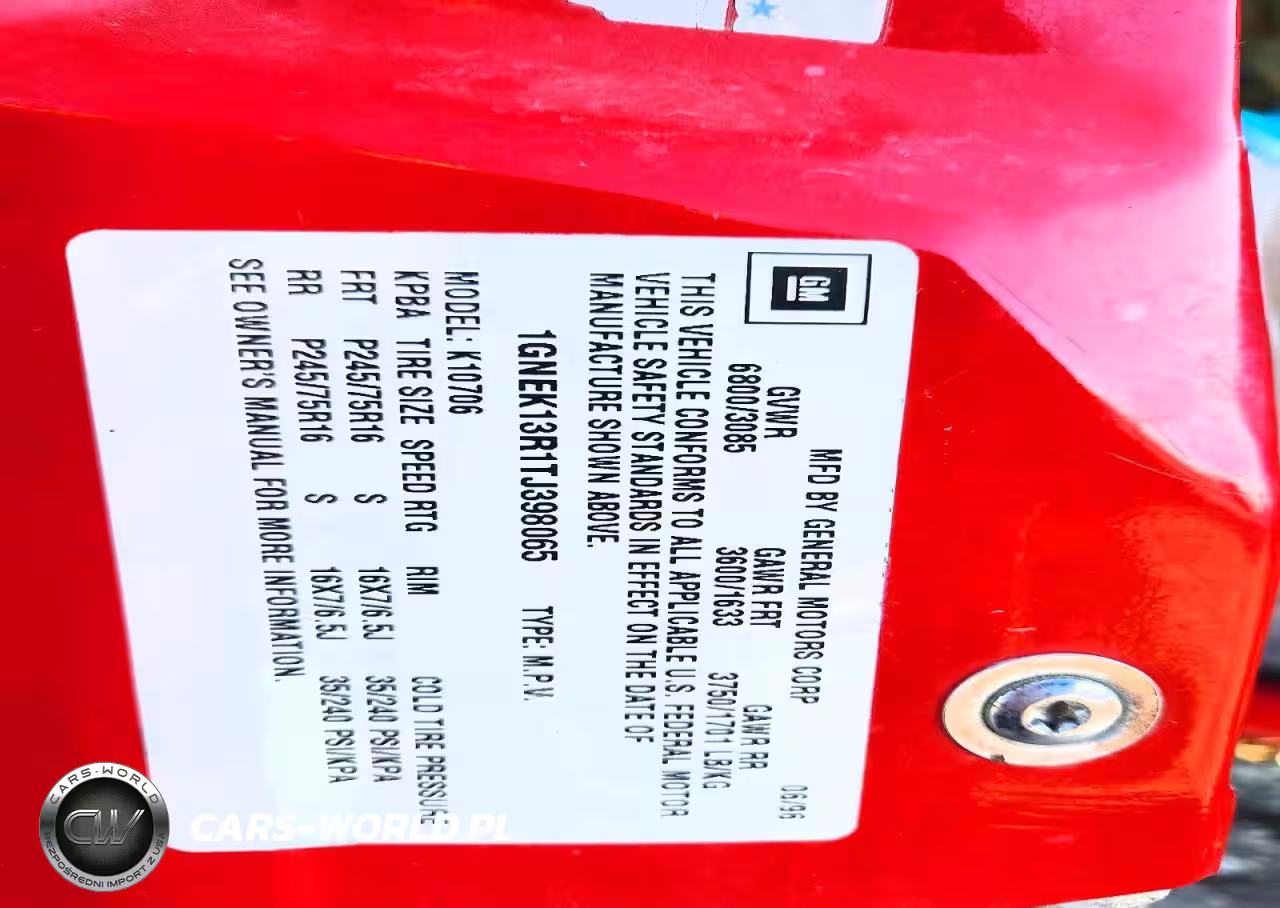 GM
MFD BY GENERAL MOTORS CORP 06/96
GVWR GAWR FRT GAWR RR
6800/3085 3600/1633 3750/1701 LB/KG
THIS VEHICLE CONFORMS TO ALL APPLICABLE U.S. FEDERAL MOTOR
VEHICLE SAFETY STANDARDS IN EFFECT ON THE DATE OF
MANUFACTURE SHOWN ABOVE.
1GNEK13R1TJ398065 TYPE: M.P.V.
MODEL: K10706
KPBA TIRE SIZE SPEED RTG RIM COLD TIRE PRESSURE
FRT P245/75R16 S 16X7/6.5J 35/240 PSI/KPA
RR P245/75R16 S 16X7/6.5J 35/240 PSI/KPA
SEE OWNER'S MANUAL FOR MORE INFORMATION.
CARS-WORLD
CW
BEZPOŚREDNI IMPORT Z USA
CARS-WORLD.PL